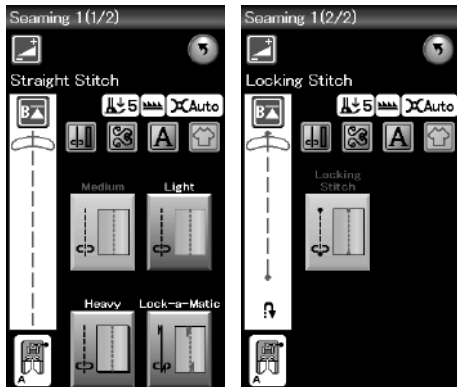 Seaming 1(1/2)
Straight Stitch
B
5
Auto
A
Medium
Light
Heavy
Lock-a-Matic
A
Seaming 1(2/2)
Locking Stitch
B
5
Auto
A
Locking
Stitch
A